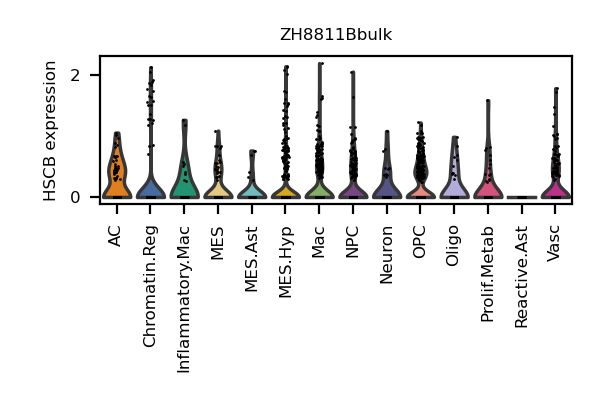 ZH8811Bbulk
HSCB expression
2
0
AC
Chromatin.Reg
Inflammatory.Mac
MES
MES.Ast
MES.Hyp
Mac
NPC
Neuron
OPC
Oligo
Prolif.Metab
Reactive.Ast
Vasc